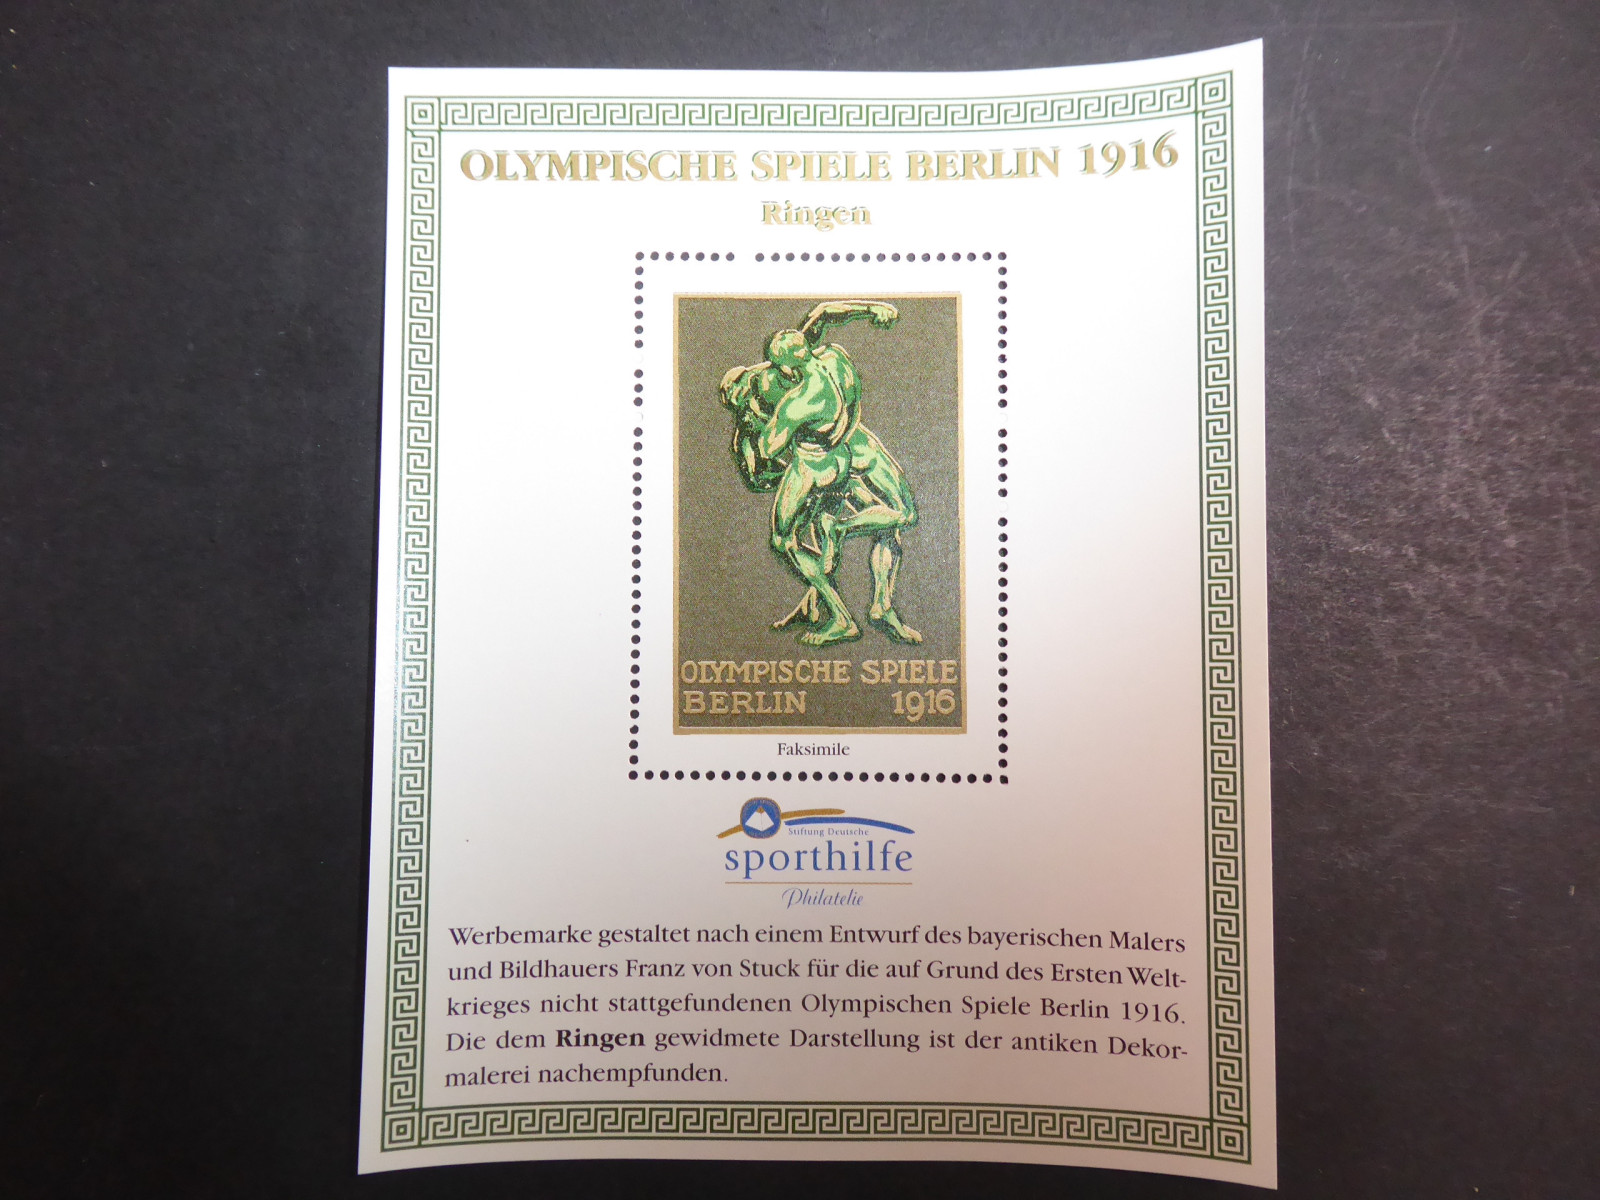 OLYMPISCHE SPIELE BERLIN 1916
Ringen
OLYMPISCHE SPIELE
BERLIN 1916
Faksimile
Stiftung Deutsche
sporthilfe
Philatelie
Werbemarke gestaltet nach einem Entwurf des bayerischen Malers
und Bildhauers Franz von Stuck für die auf Grund des Ersten Welt-
krieges nicht stattgefundenen Olympischen Spiele Berlin 1916.
Die dem Ringen gewidmete Darstellung ist der antiken Dekor-
malerei nachempfunden.